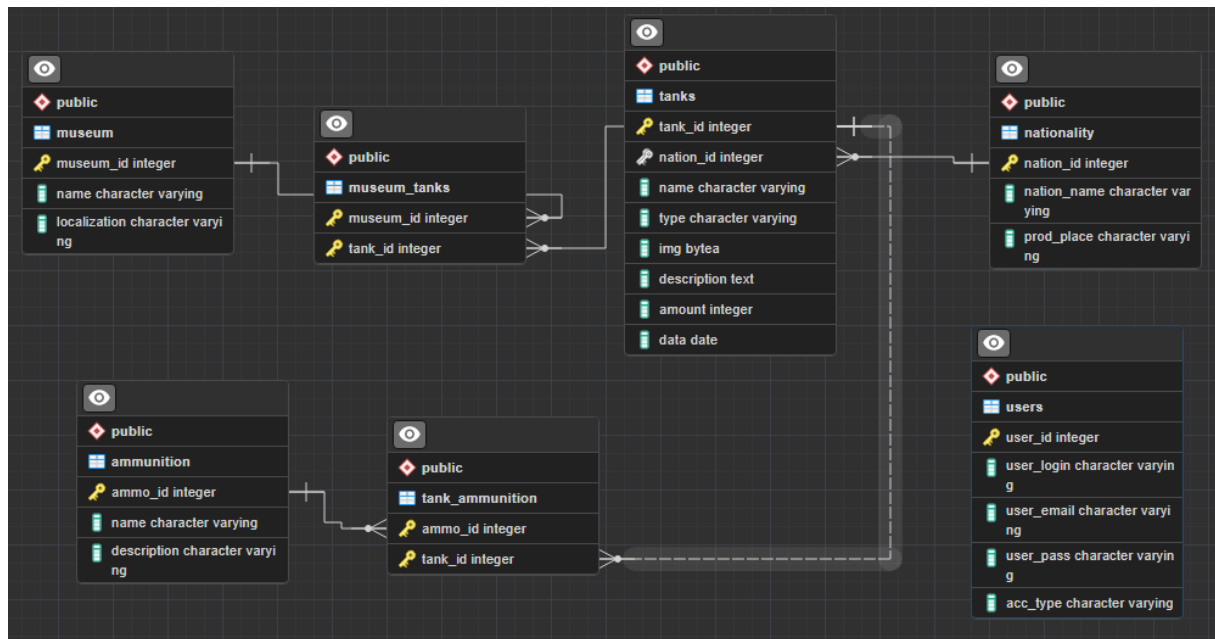 public
museum
museum_id integer
name character varying
localization character varyi
ng
public
museum_tanks
museum_id integer
tank_id integer
public
tanks
tank_id integer
nation_id integer
name character varying
type character varying
img bytea
description text
amount integer
data date
public
nationality
nation_id integer
nation_name character var
ying
prod_place character varyi
ng
public
ammunition
ammo_id integer
name character varying
description character varyi
ng
public
tank_ammunition
ammo_id integer
tank_id integer
public
users
user_id integer
user_login character varyin
g
user_email character varyi
ng
user_pass character varyin
g
acc_type character varying